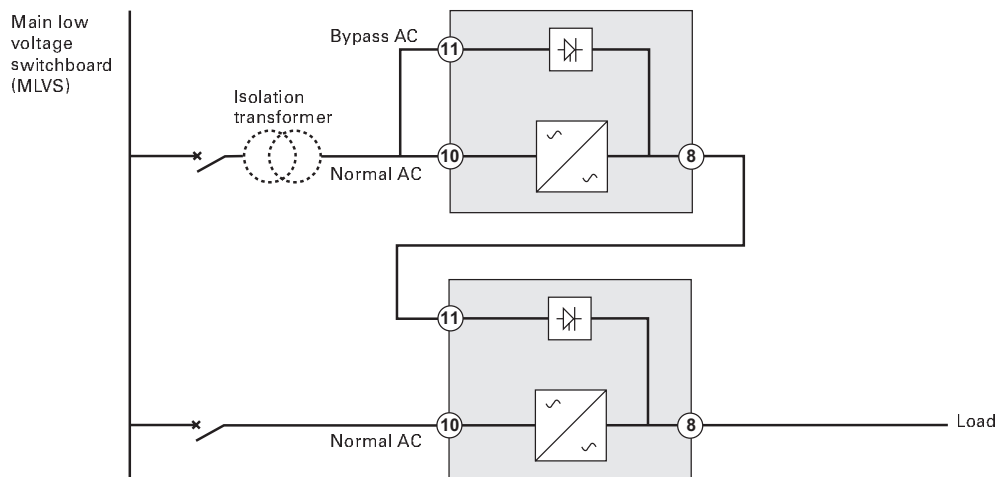 Main low
voltage
switchboard
(MLVS)
Bypass AC
11
Isolation
transformer
10
8
Normal AC
11
10
8
Load
Normal AC